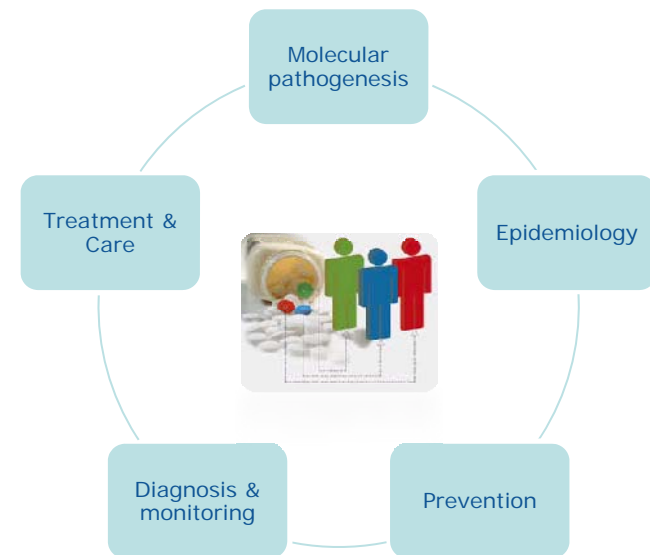 Molecular
pathogenesis
Epidemiology
Prevention
Diagnosis &
monitoring
Treatment &
Care